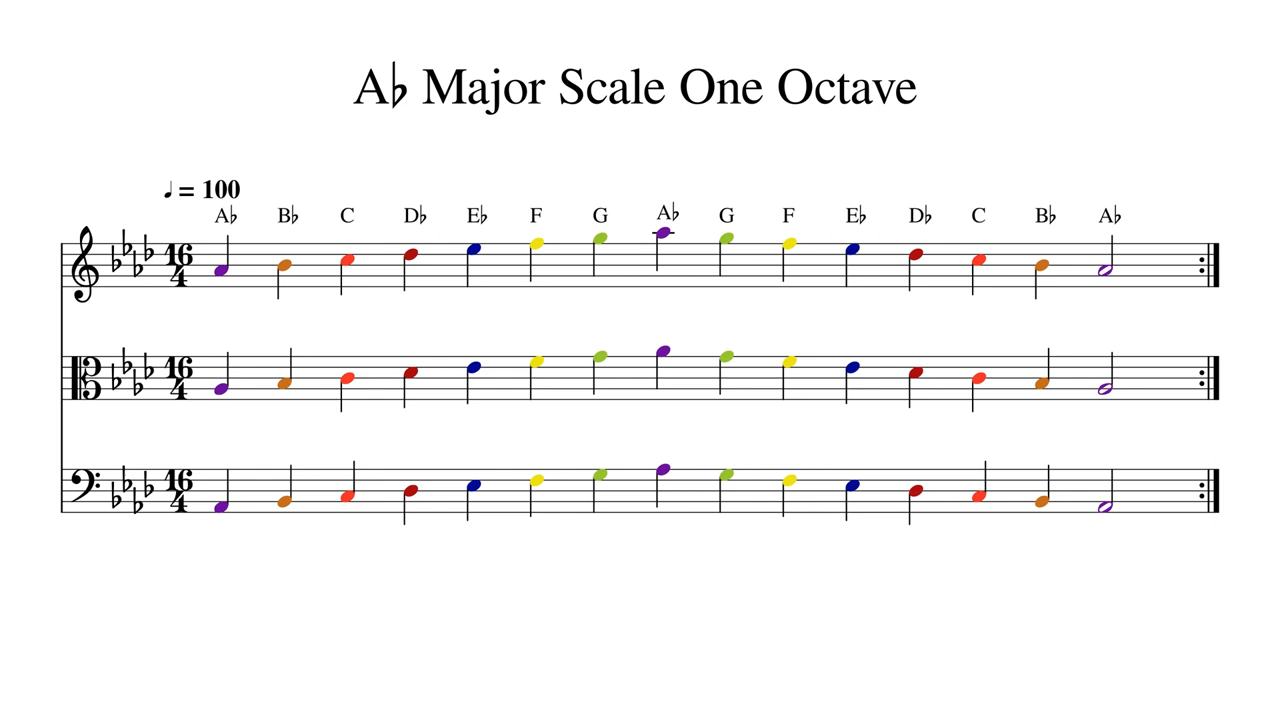 A♭ Major Scale One Octave
♩ = 100
A♭ B♭ C D♭ E♭ F G A♭ G F E♭ D♭ C B♭ A♭
16
4
16
4
16
4